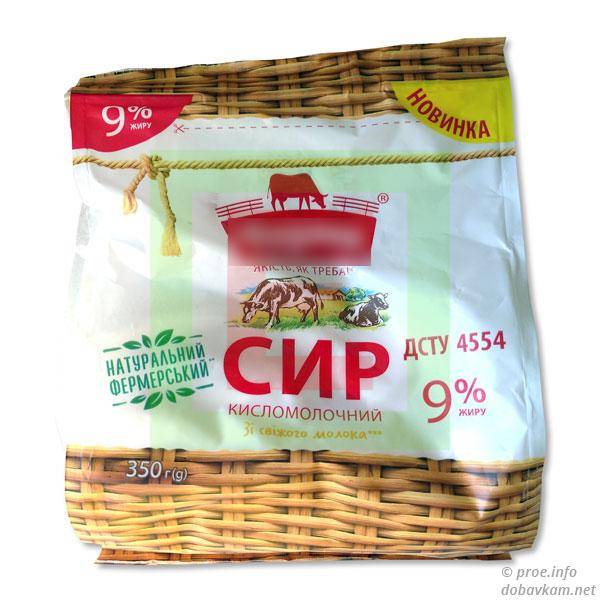 9%
ЖИРУ
НОВИНКА
®
ЯКІСТЬ, ЯК ТРЕБА
НАТУРАЛЬНИЙ
ФЕРМЕРСЬКИЙ**
СИР
КИСЛОМОЛОЧНИЙ
Зі свіжого молока***
ДСТУ 4554
9%
ЖИРУ
350 г(g)
© proe.info
dobavkam.net